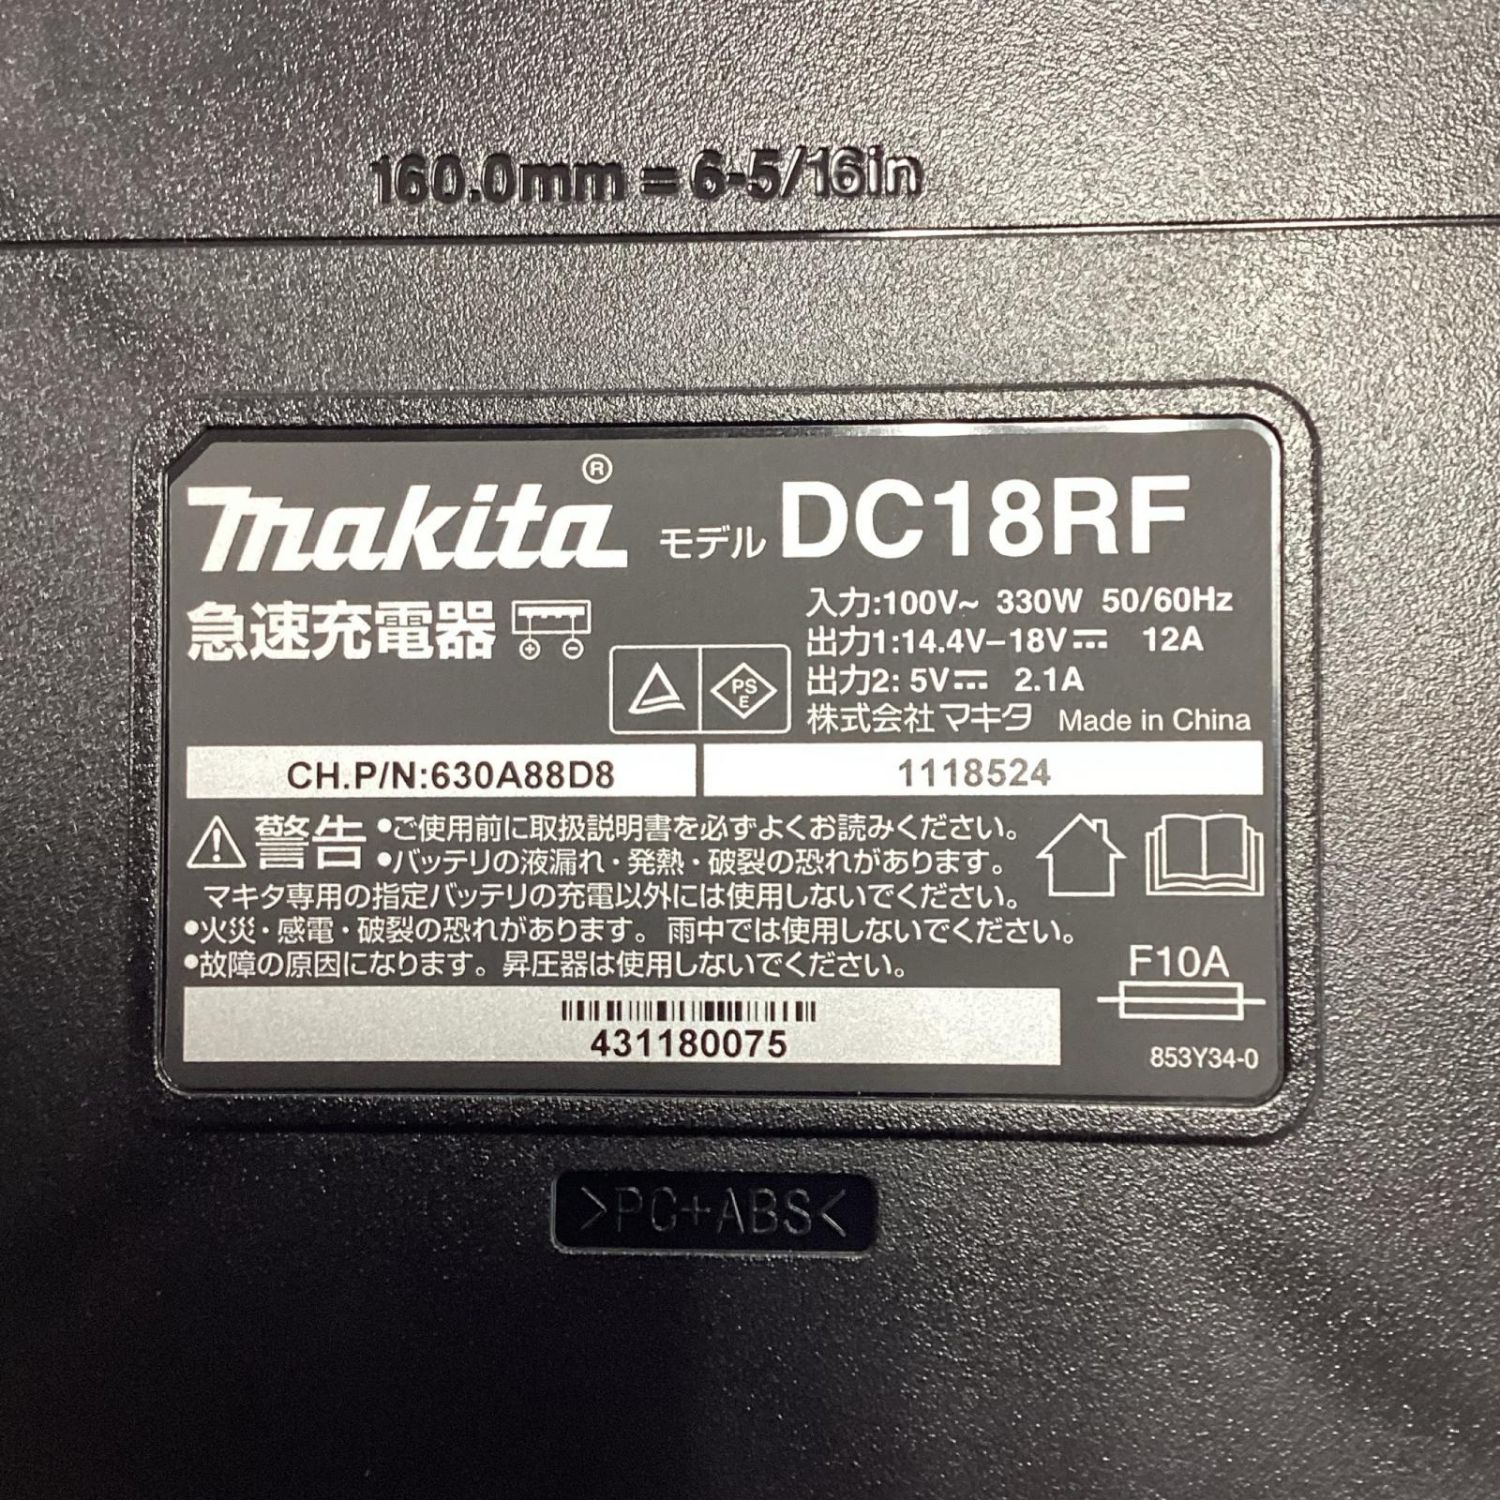 160.0mm = 6-5/16in
makita® モデル DC18RF
急速充電器
入力:100V~ 330W 50/60Hz
出力1:14.4V-18V⎓ 12A
出力2: 5V⎓ 2.1A
PS
E
株式会社マキタ Made in China
CH.P/N:630A88D8
1118524
警告 •ご使用前に取扱説明書を必ずよくお読みください。
•バッテリの液漏れ・発熱・破裂の恐れがあります。
マキタ専用の指定バッテリの充電以外には使用しないでください。
•火災・感電・破裂の恐れがあります。雨中では使用しないでください。
•故障の原因になります。昇圧器は使用しないでください。
F10A
431180075
853Y34-0
>PC+ABS<